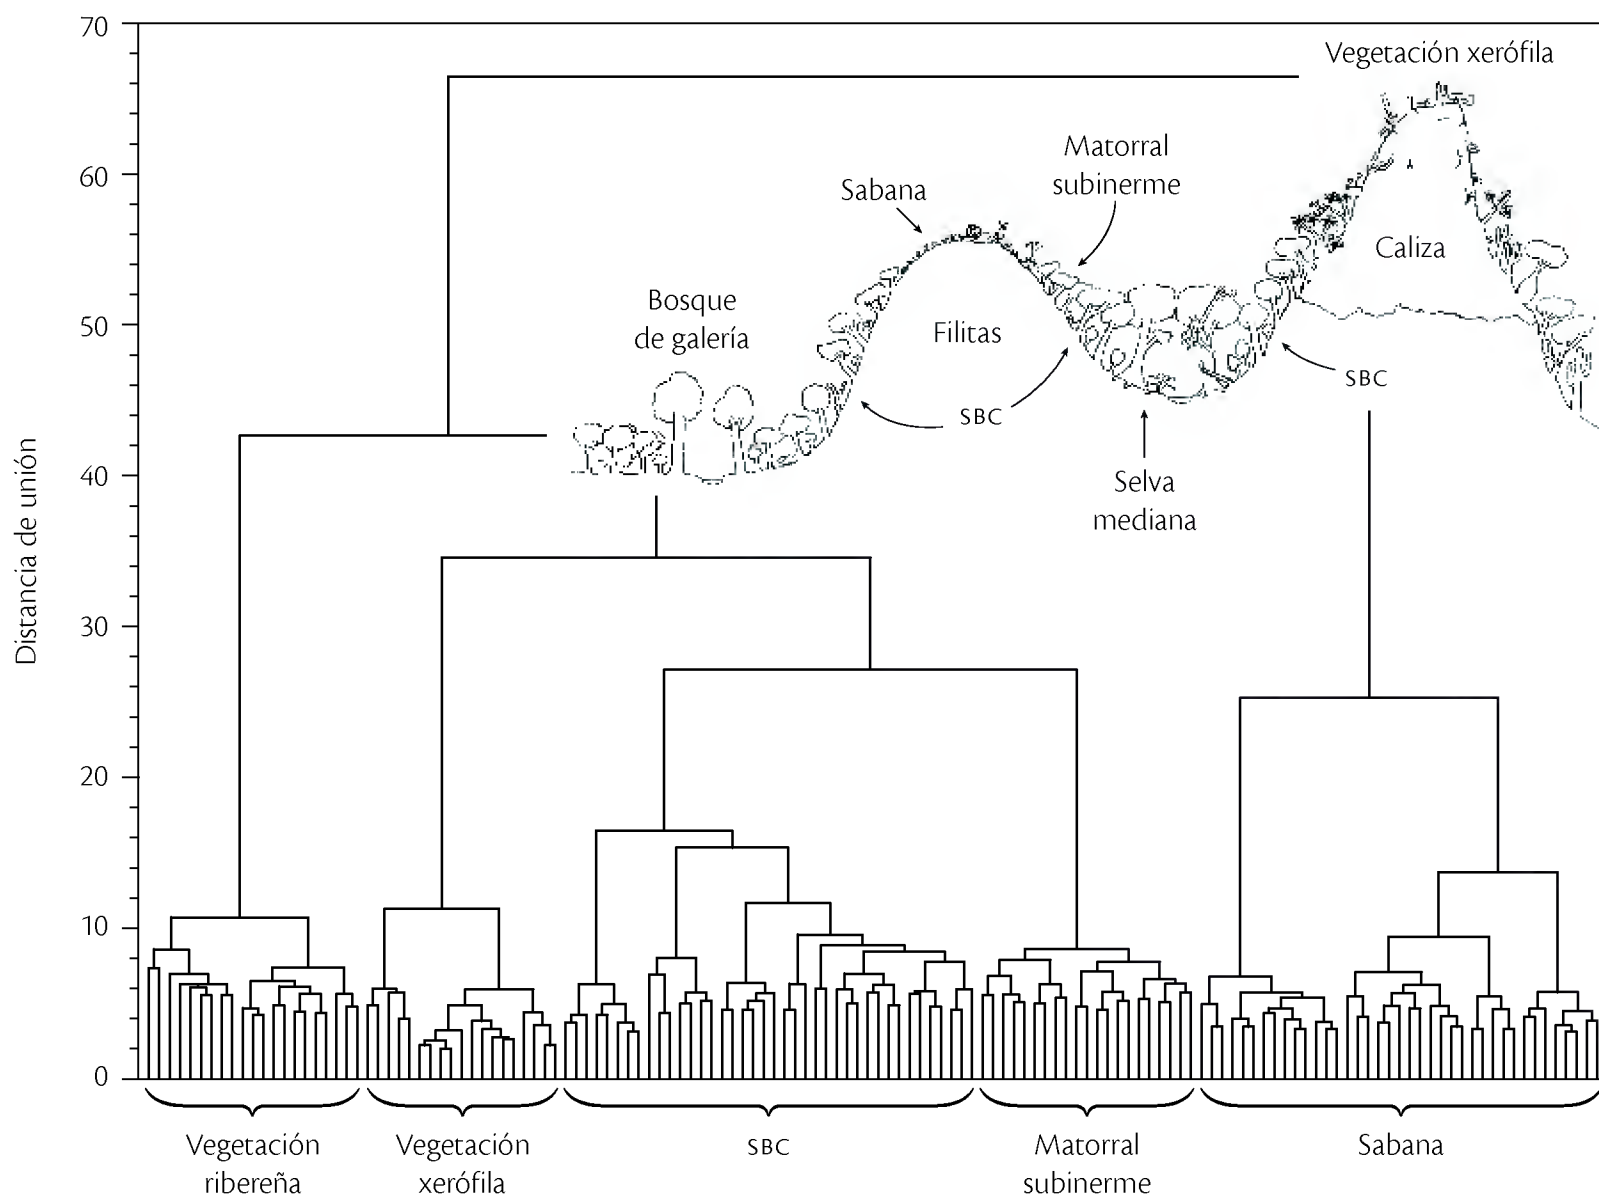 70
60
50
40
30
20
10
0
Distancia de unión
Vegetación xerófila
Matorral
subinerme
Sabana
Caliza
Bosque
de galería
Filitas
SBC
SBC
Selva
mediana
Vegetación
ribereña
Vegetación
xerófila
SBC
Matorral
subinerme
Sabana